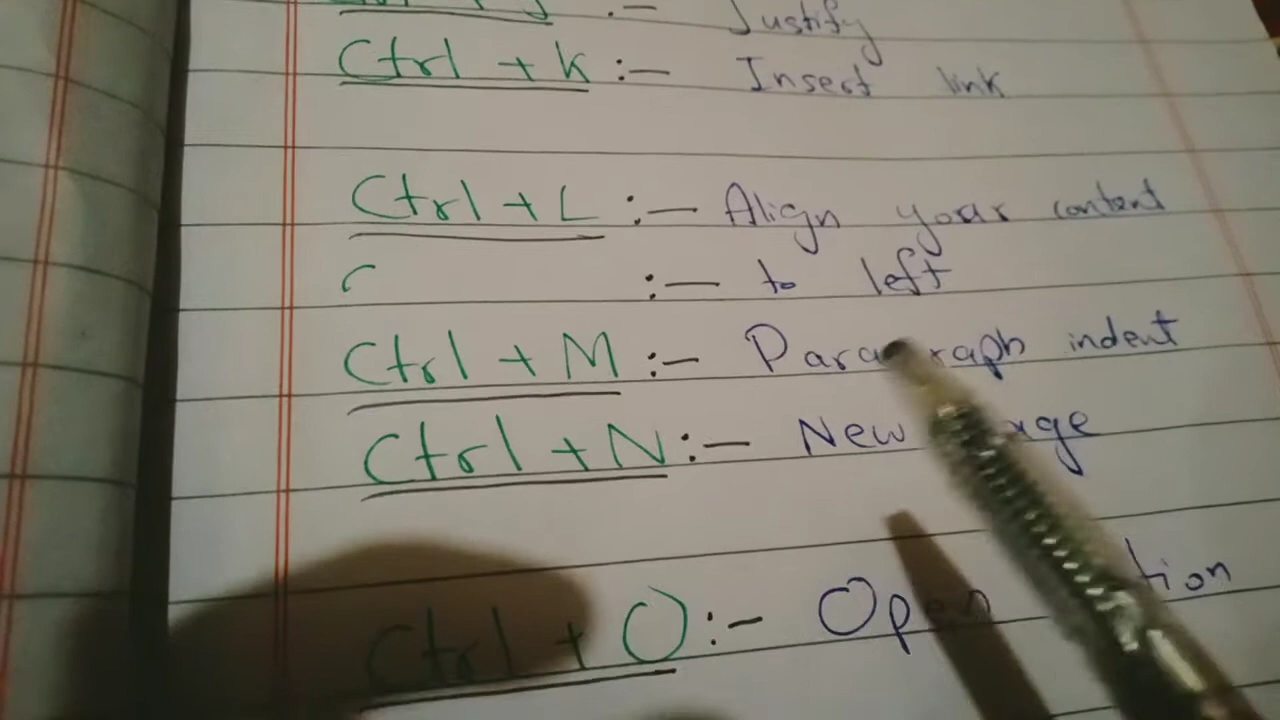 :- Justify
Ctrl + K :- Insert link
Ctrl + L :- Align your content
C :- to left
Ctrl + M :- Paragraph indent
Ctrl + N :- New
Ctrl + O :- Open